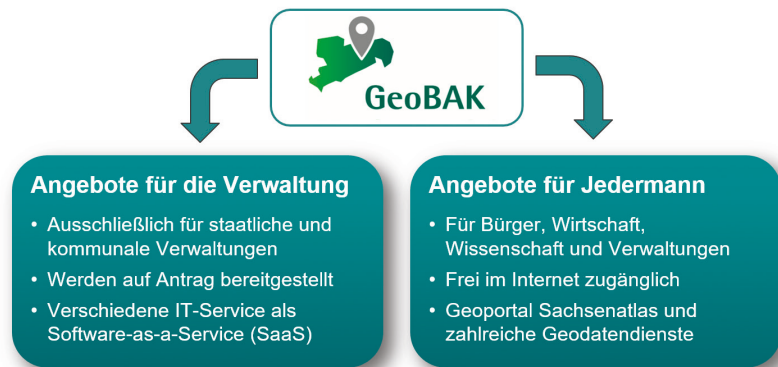 GeoBAK
Angebote für die Verwaltung
• Ausschließlich für staatliche und
kommunale Verwaltungen
• Werden auf Antrag bereitgestellt
• Verschiedene IT-Service als
Software-as-a-Service (SaaS)
Angebote für Jedermann
• Für Bürger, Wirtschaft,
Wissenschaft und Verwaltungen
• Frei im Internet zugänglich
• Geoportal Sachsenatlas und
zahlreiche Geodatendienste